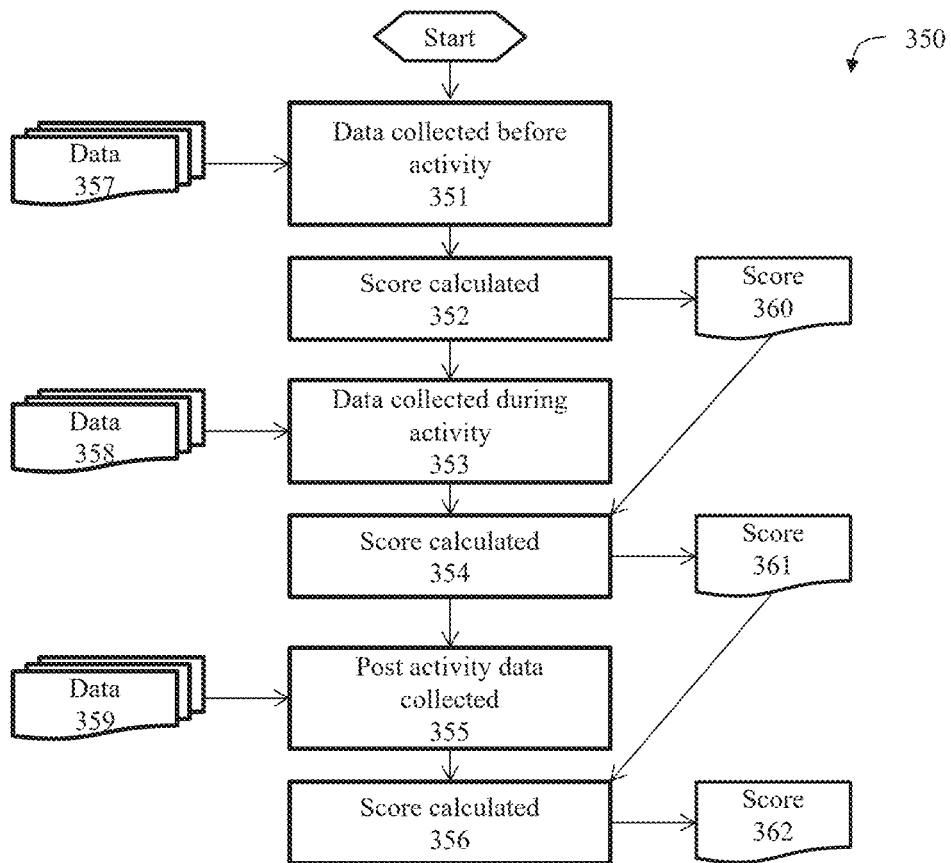 Start
350
Data collected before
activity
351
Data
357
Score calculated
352
Score
360
Data collected during
activity
353
Data
358
Score calculated
354
Score
361
Post activity data
collected
355
Data
359
Score calculated
356
Score
362